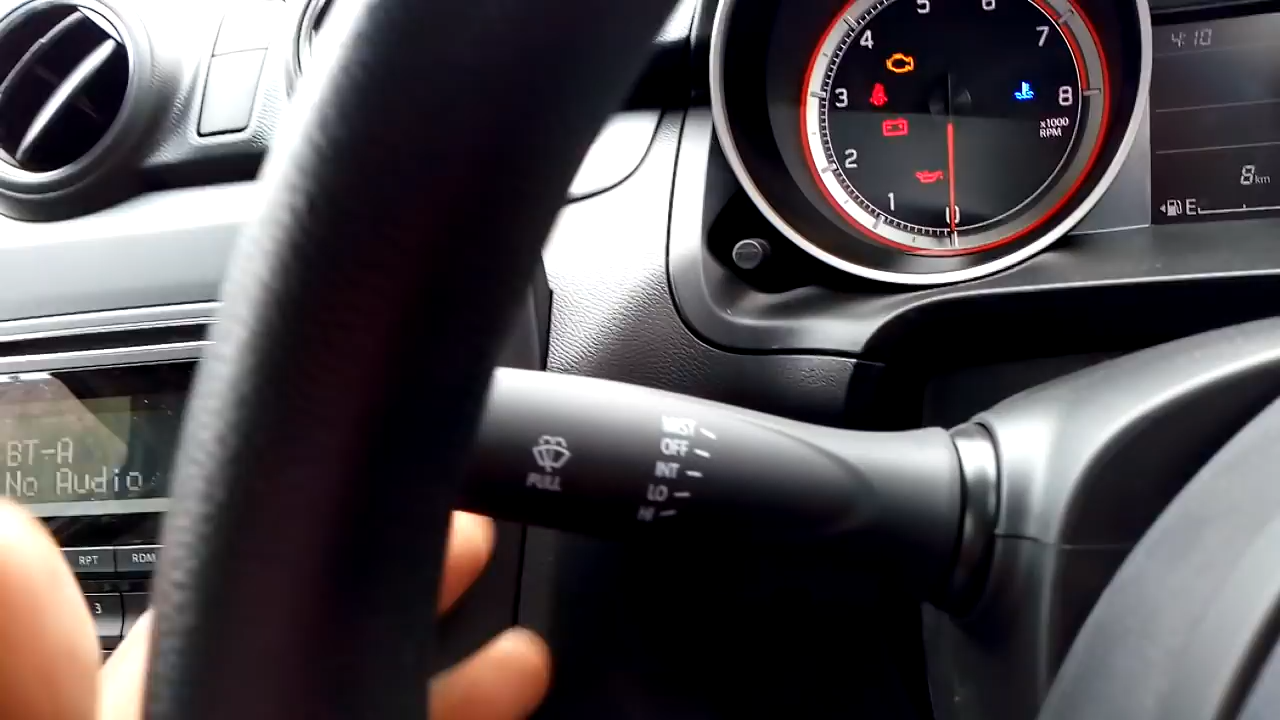 5
6
4
7
3
8
x1000
RPM
2
1
0
4:10
8km
E
MIST
OFF
INT
LO
HI
PULL
BT-A
No Audio
RPT
RDM
3